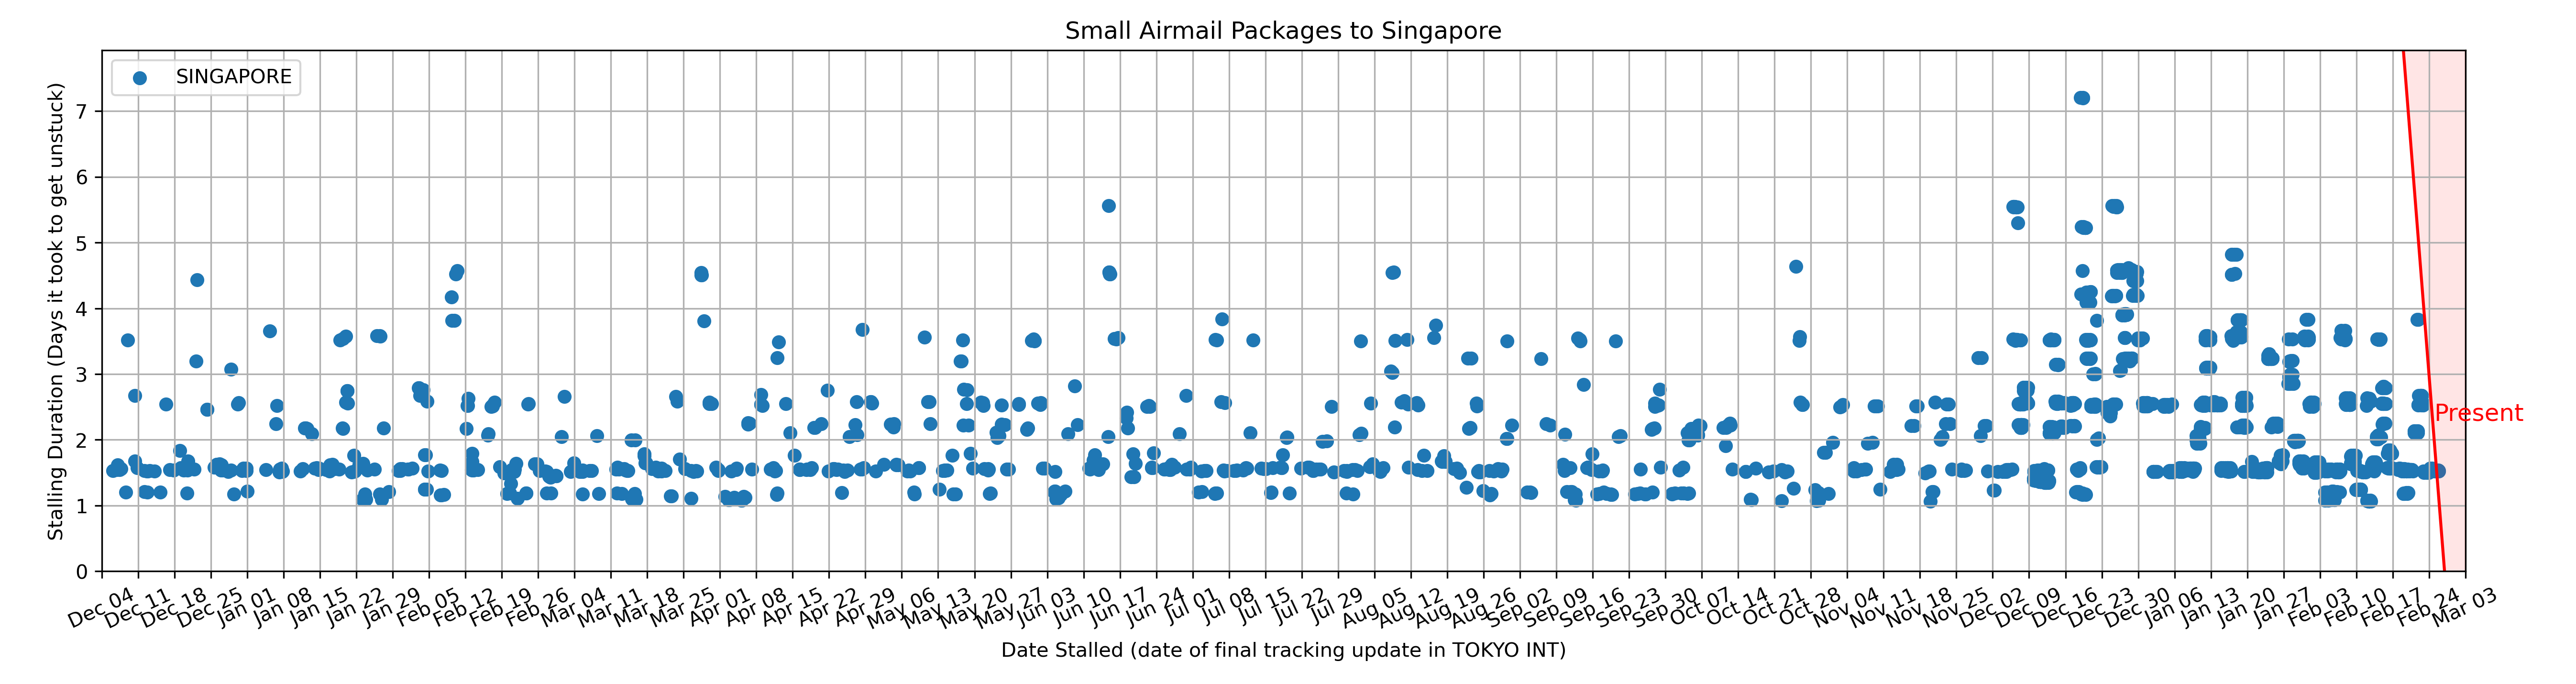 Small Airmail Packages to Singapore
SINGAPORE
Stalling Duration (Days it took to get unstuck)
7
6
5
4
3
2
1
0
Present
Dec 04
Dec 11
Dec 18
Dec 25
Jan 01
Jan 08
Jan 15
Jan 22
Jan 29
Feb 05
Feb 12
Feb 19
Feb 26
Mar 04
Mar 11
Mar 18
Mar 25
Apr 01
Apr 08
Apr 15
Apr 22
Apr 29
May 06
May 13
May 20
May 27
Jun 03
Jun 10
Jun 17
Jun 24
Jul 01
Jul 08
Jul 15
Jul 22
Jul 29
Aug 05
Aug 12
Aug 19
Aug 26
Sep 02
Sep 09
Sep 16
Sep 23
Sep 30
Oct 07
Oct 14
Oct 21
Oct 28
Nov 04
Nov 11
Nov 18
Nov 25
Dec 02
Dec 09
Dec 16
Dec 23
Dec 30
Jan 06
Jan 13
Jan 20
Jan 27
Feb 03
Feb 10
Feb 17
Feb 24
Mar 03
Date Stalled (date of final tracking update in TOKYO INT)